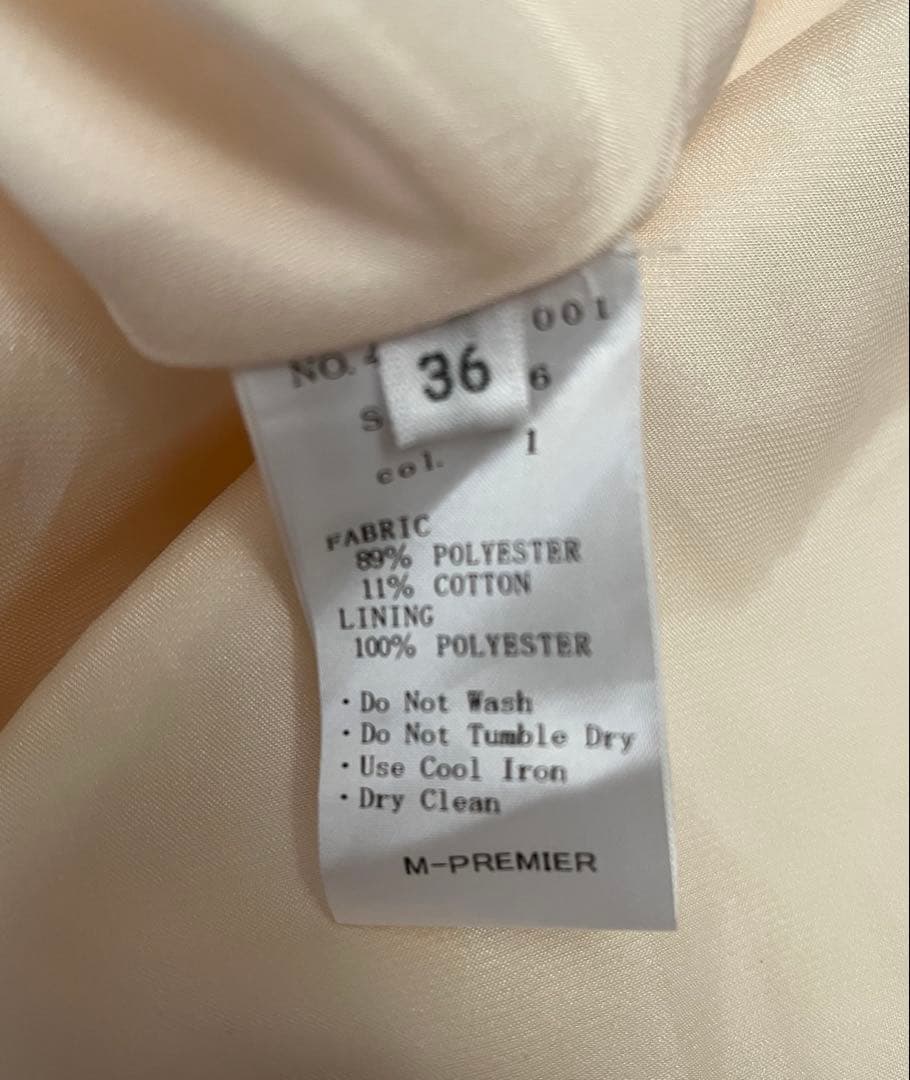 001
NO.
36
6
S
col. 1
FABRIC
89% POLYESTER
11% COTTON
LINING
100% POLYESTER
・Do Not Wash
・Do Not Tumble Dry
・Use Cool Iron
・Dry Clean
M-PREMIER